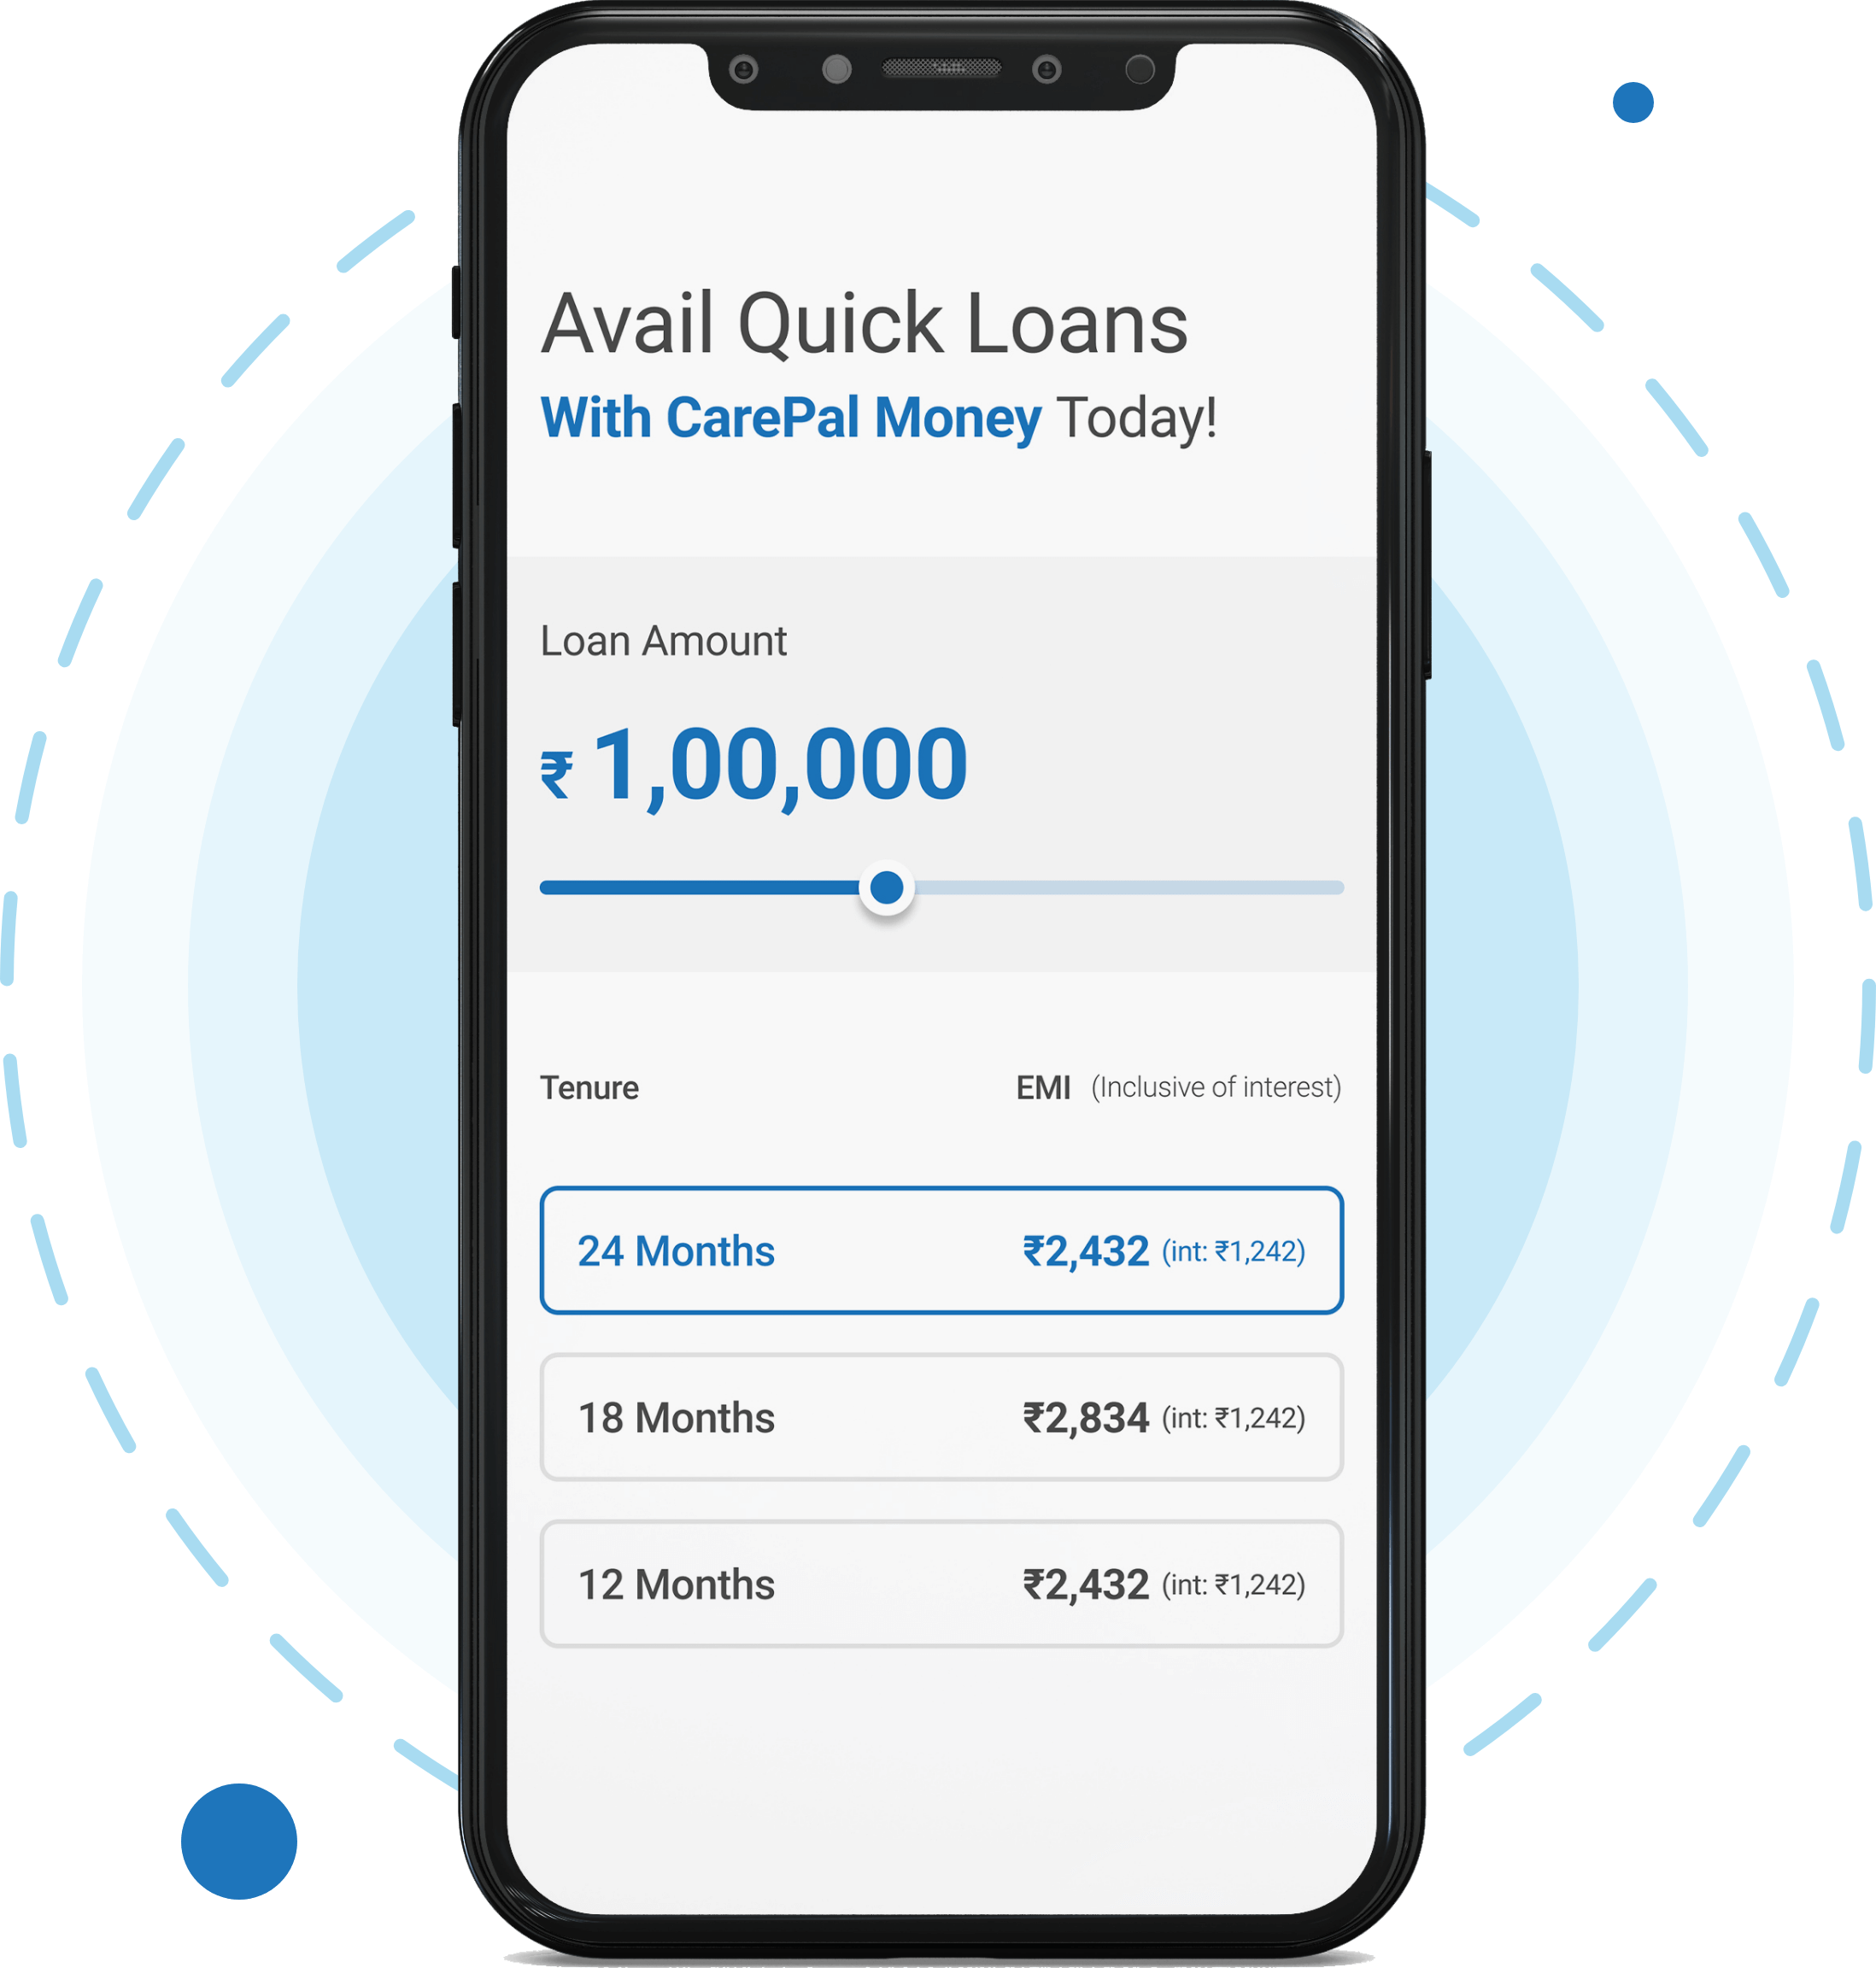 Avail Quick Loans
With CarePal Money Today!
Loan Amount
₹ 1,00,000
Tenure EMI (Inclusive of interest)
24 Months ₹2,432 (int: ₹1,242)
18 Months ₹2,834 (int: ₹1,242)
12 Months ₹2,432 (int: ₹1,242)